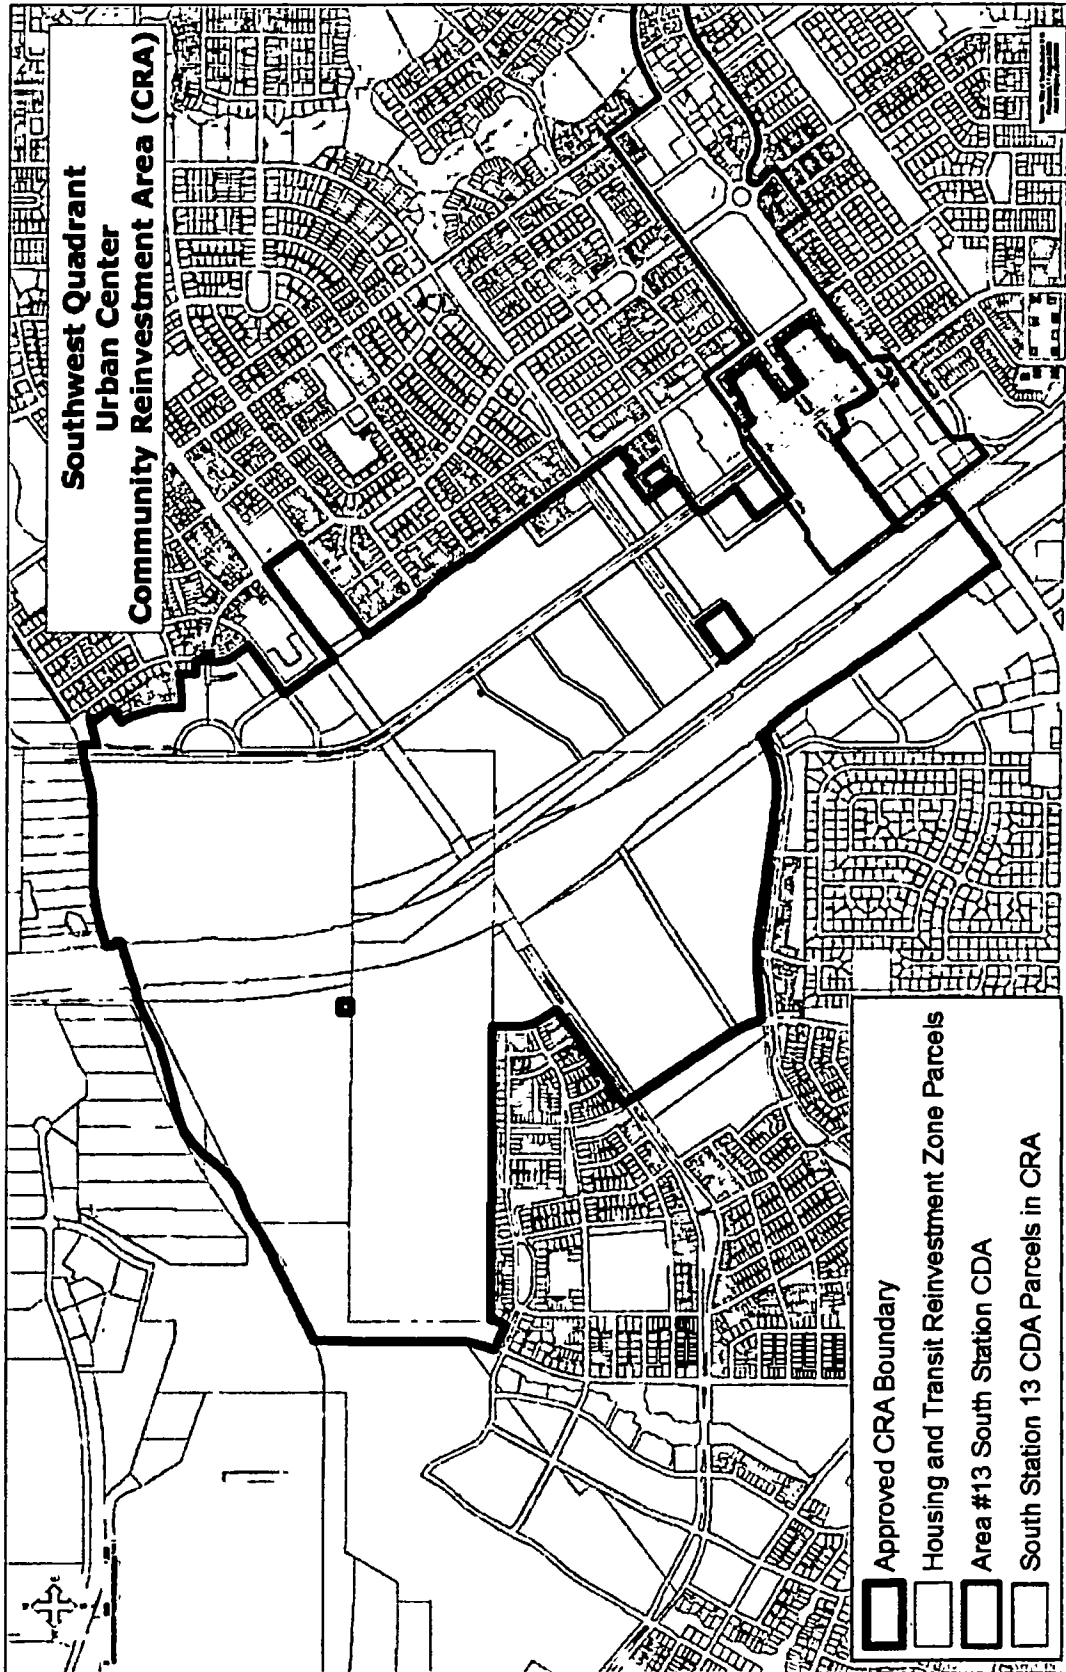 Southwest Quadrant
Urban Center
Community Reinvestment Area (CRA)
Approved CRA Boundary
Housing and Transit Reinvestment Zone Parcels
Area #13 South Station CDA
South Station 13 CDA Parcels in CRA